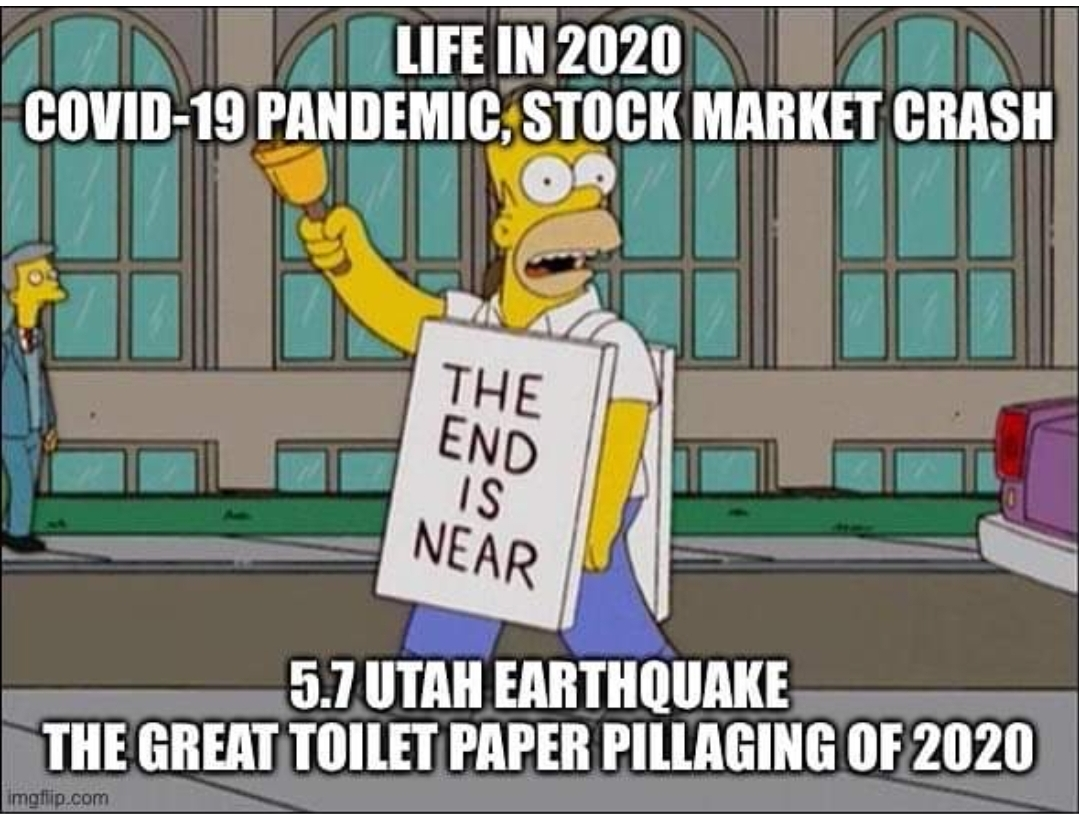 LIFE IN 2020
COVID-19 PANDEMIC, STOCK MARKET CRASH
THE
END
IS
NEAR
5.7 UTAH EARTHQUAKE
THE GREAT TOILET PAPER PILLAGING OF 2020
imgflip.com